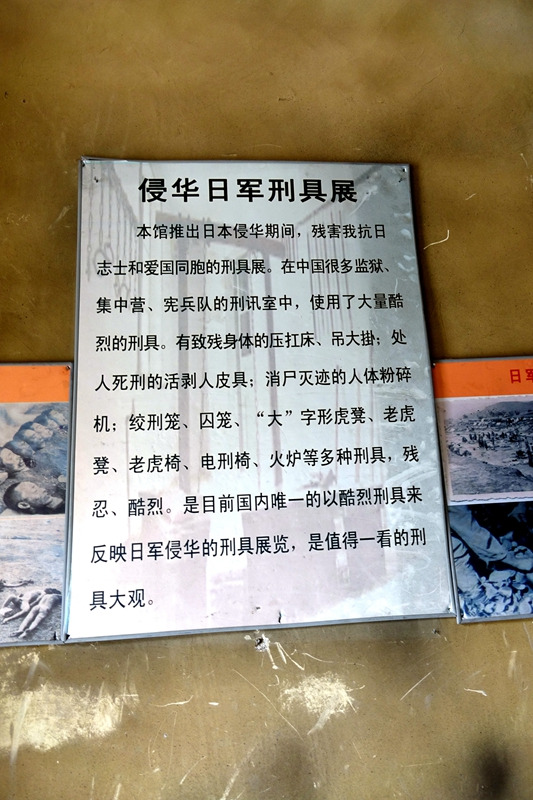 侵华日军刑具展
本馆推出日本侵华期间，残害我抗日
志士和爱国同胞的刑具展。在中国很多监狱、
集中营、宪兵队的刑讯室中，使用了大量酷
烈的刑具。有致残身体的压扛床、吊大掛；处
人死刑的活剥人皮具；消尸灭迹的人体粉碎
机；绞刑笼、囚笼、“大”字形虎凳、老虎
凳、老虎椅、电刑椅、火炉等多种刑具，残
忍、酷烈。是目前国内唯一的以酷烈刑具来
反映日军侵华的刑具展览，是值得一看的刑
具大观。
日军